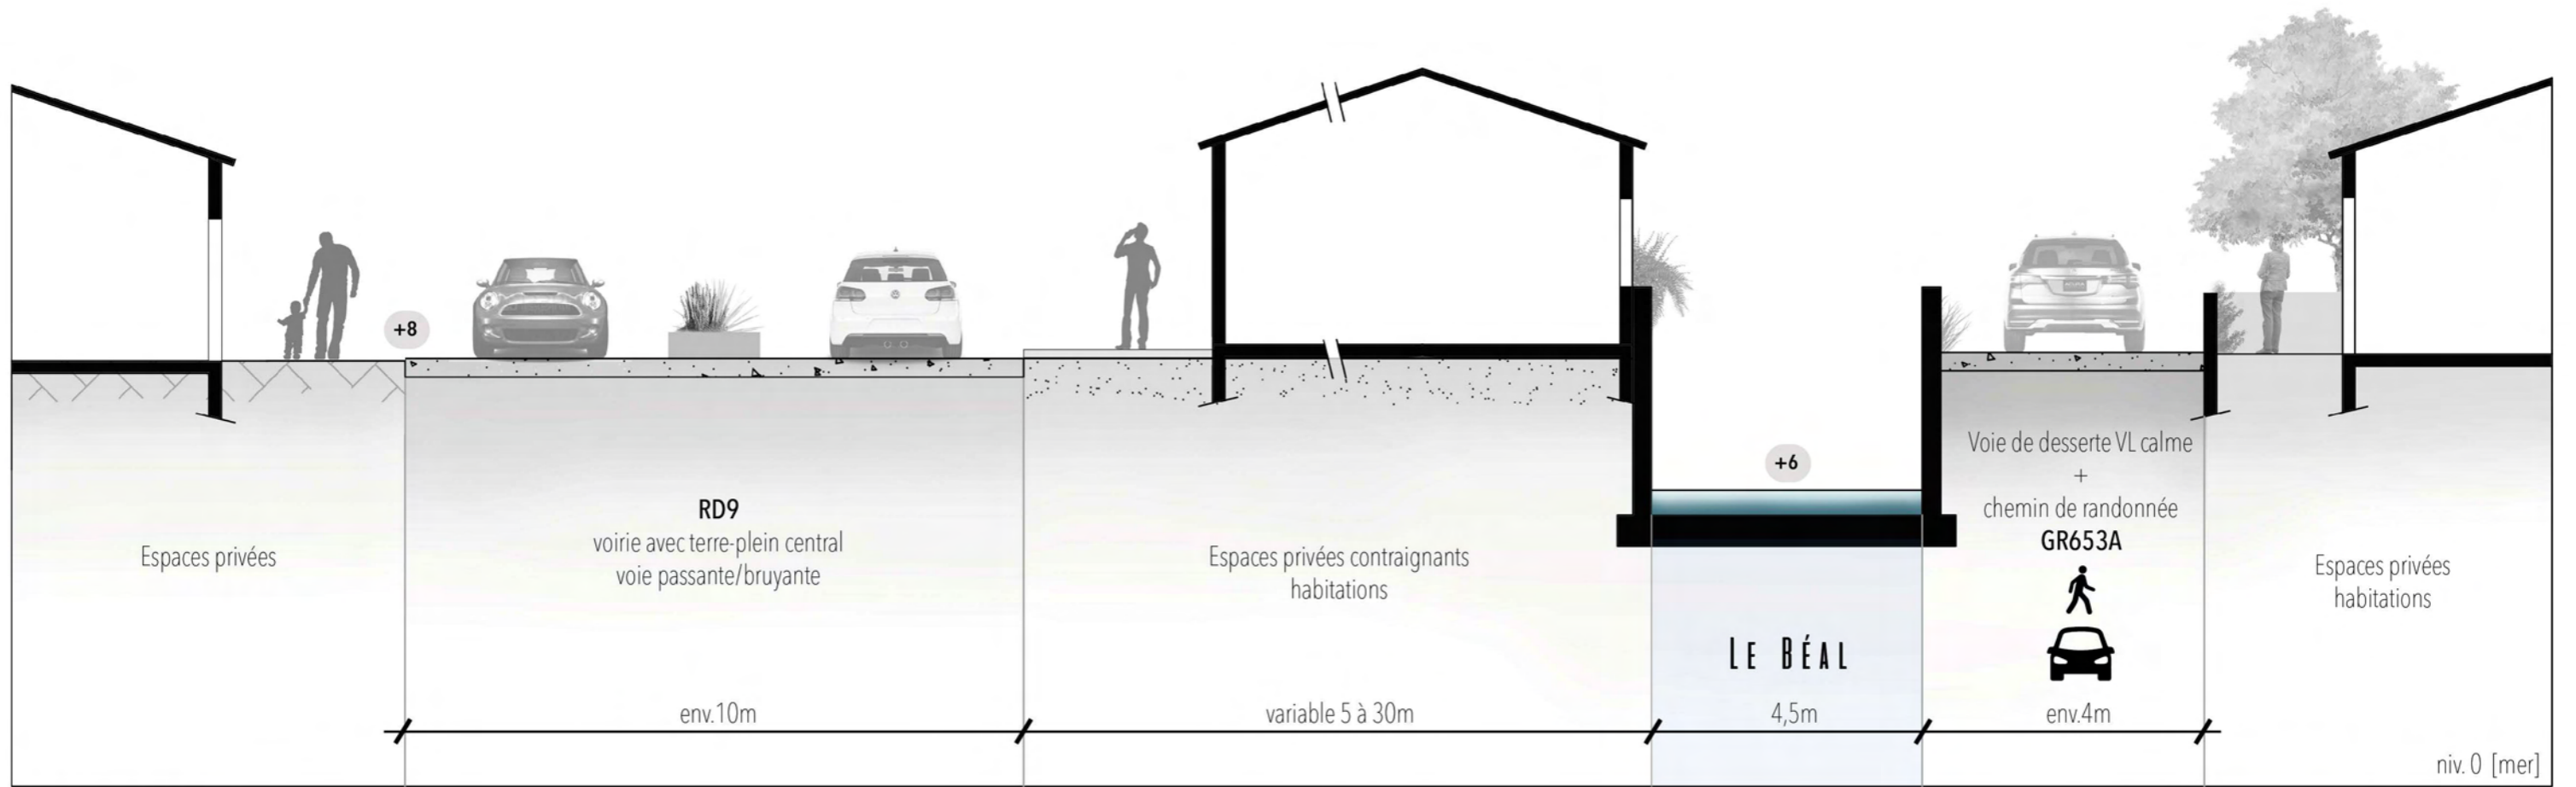 +8
+6
Espaces privées
RD9
voirie avec terre-plein central
voie passante/bruyante
Espaces privées contraignants
habitations
LE BÉAL
Voie de desserte VL calme
+
chemin de randonnée
GR653A
Espaces privées
habitations
env.10m
variable 5 à 30m
4,5m
env.4m
niv. 0 [mer]